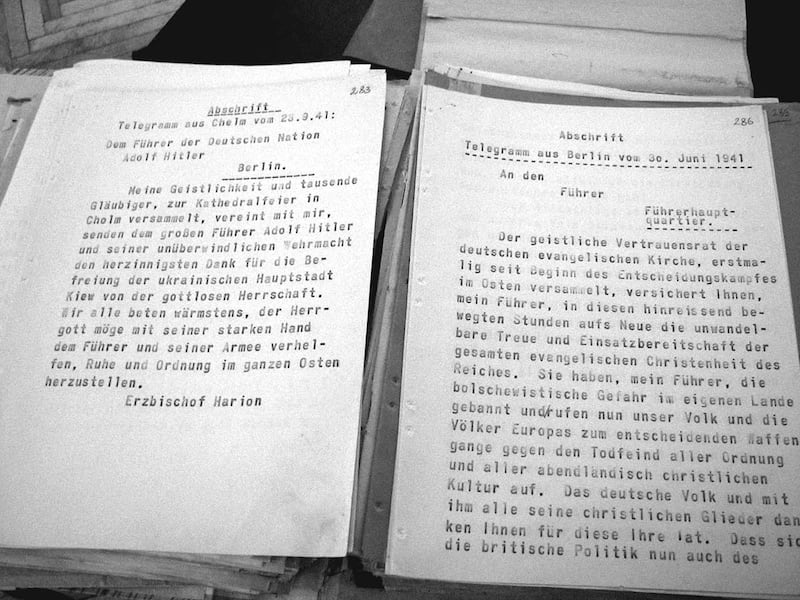 283
Abschrift
Telegramm aus Chelm vom 23.9.41:
Dem Führer der Deutschen Nation
Adolf Hitler
Berlin.
Meine Geistlichkeit und tausende
Gläubiger, zur Kathedralfeier in
Cholm versammelt, vereint mit mir,
senden dem großen Führer Adolf Hitler
und seiner unüberwindlichen Wehrmacht
den herzinnigsten Dank für die Be-
freiung der ukrainischen Hauptstadt
Kiew von der gottlosen Herrschaft.
Wir alle beten wärmstens, der Herr-
gott möge mit seiner starken Hand
dem Führer und seiner Armee verhel-
fen, Ruhe und Ordnung im ganzen Osten
herzustellen.
Erzbischof Harion
286
285
Abschrift
Telegramm aus Berlin vom 3o. Juni 1941
An den
Führer
Führerhaupt-
quartier.
Der geistliche Vertrauensrat der
deutschen evangelischen Kirche, erstma-
lig seit Beginn des Entscheidungskampfes
im Osten versammelt, versichert Ihnen,
mein Führer, in diesen hinreissend be-
wegten Stunden aufs Neue die unwandel-
bare Treue und Einsatzbereitschaft der
gesamten evangelischen Christenheit des
Reiches. Sie haben, mein Führer, die
bolschewistische Gefahr im eigenen Lande
gebannt und/rufen nun unser Volk und die
Völker Europas zum entscheidenden Waffen
gange gegen den Todfeind aller Ordnung
und aller abendländisch christlichen
Kultur auf. Das deutsche Volk und mit
ihm alle seine christlichen Glieder dan
ken Ihnen für diese Ihre Tat. Dass sic
die britische Politik nun auch des